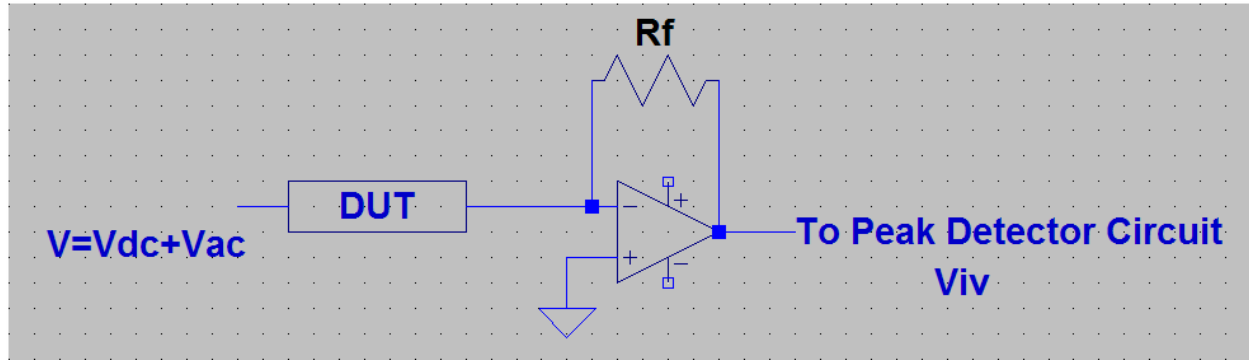 Rf
DUT
V=Vdc+Vac
−
+
+
−
To Peak Detector Circuit
Viv